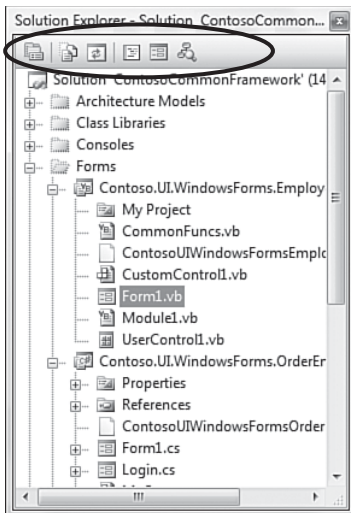 Solution Explorer - Solution 'ContosoCommon...
Solution 'ContosoCommonFramework' (14
Architecture Models
Class Libraries
Consoles
Forms
Contoso.UI.WindowsForms.Employ
My Project
CommonFuncs.vb
ContosoUIWindowsFormsEmplc
CustomControl1.vb
Form1.vb
Module1.vb
UserControl1.vb
Contoso.UI.WindowsForms.OrderEr
Properties
References
ContosoUIWindowsFormsOrder
Form1.cs
Login.cs